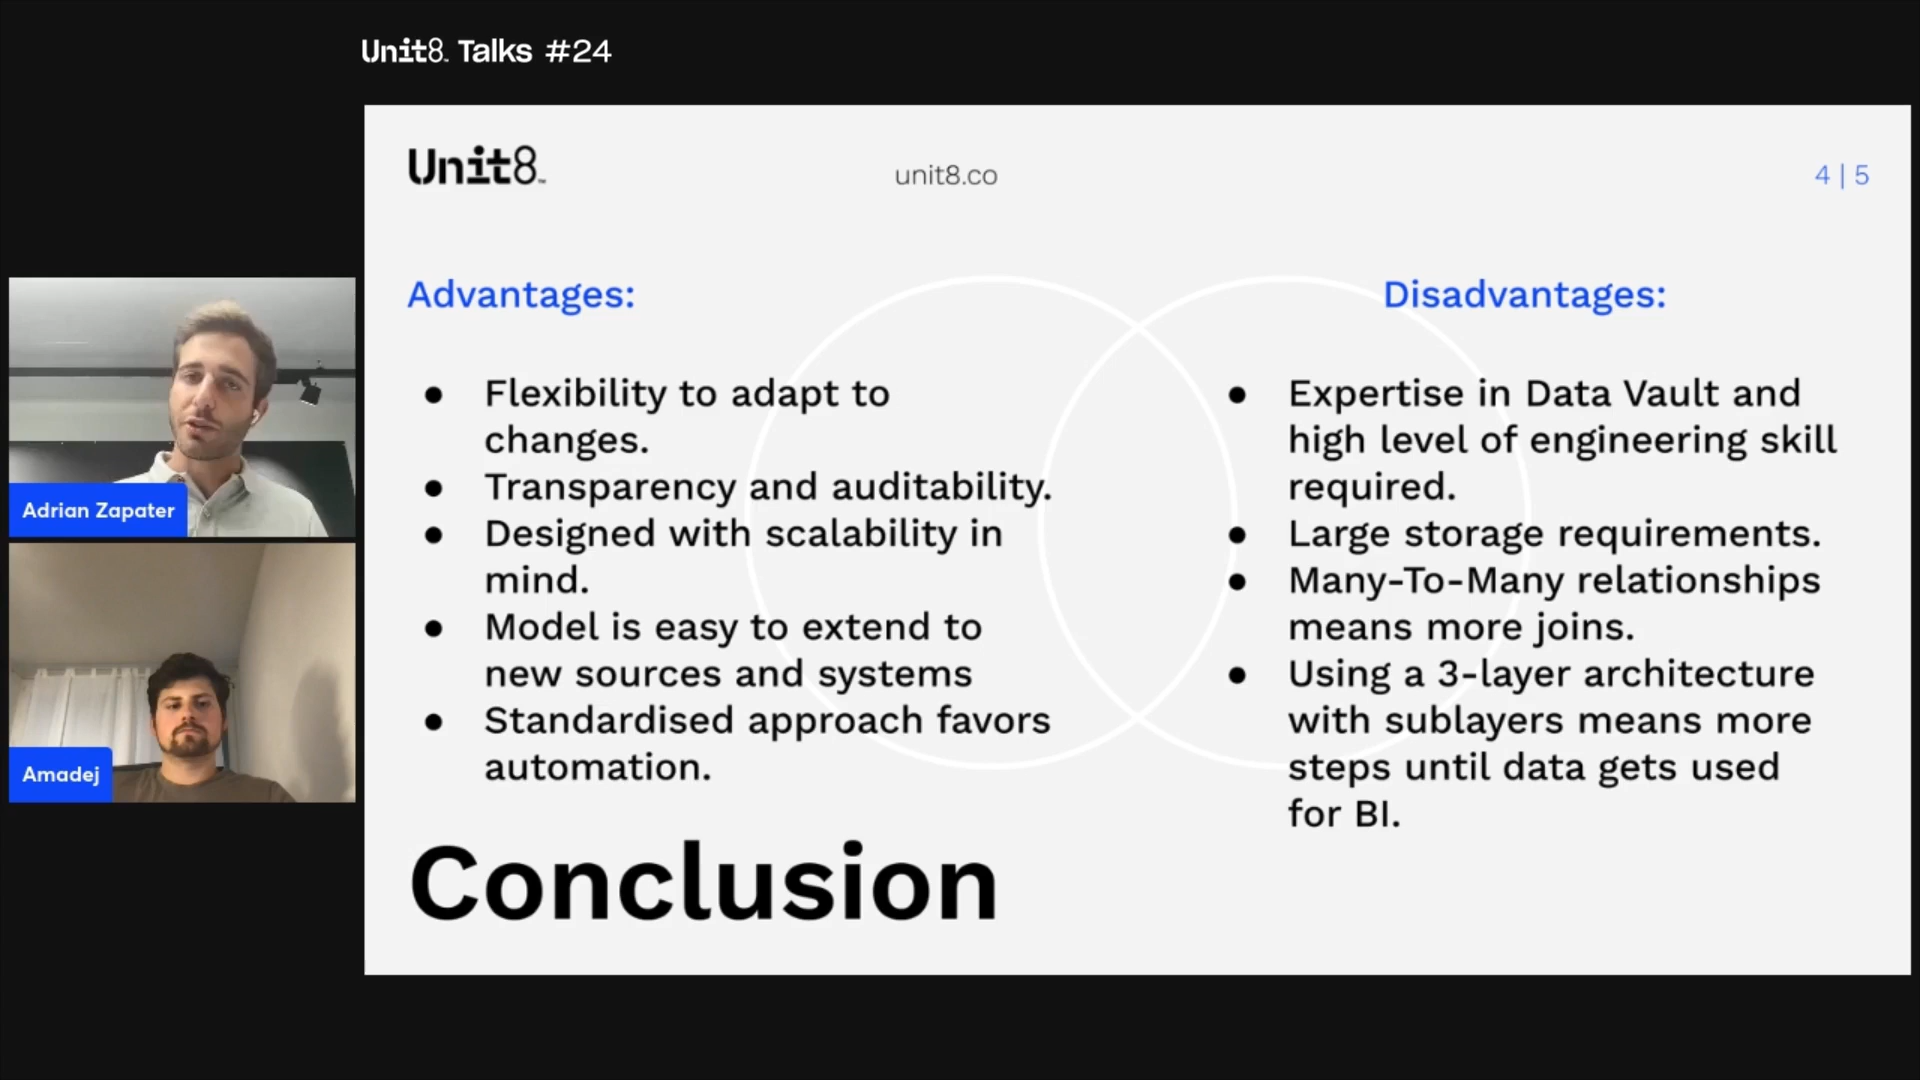 Unit8 Talks #24
Unit8™
unit8.co
4 | 5
Advantages:
● Flexibility to adapt to
changes.
● Transparency and auditability.
● Designed with scalability in
mind.
● Model is easy to extend to
new sources and systems
● Standardised approach favors
automation.
Disadvantages:
● Expertise in Data Vault and
high level of engineering skill
required.
● Large storage requirements.
● Many-To-Many relationships
means more joins.
● Using a 3-layer architecture
with sublayers means more
steps until data gets used
for BI.
Conclusion
Adrian Zapater
Amadej